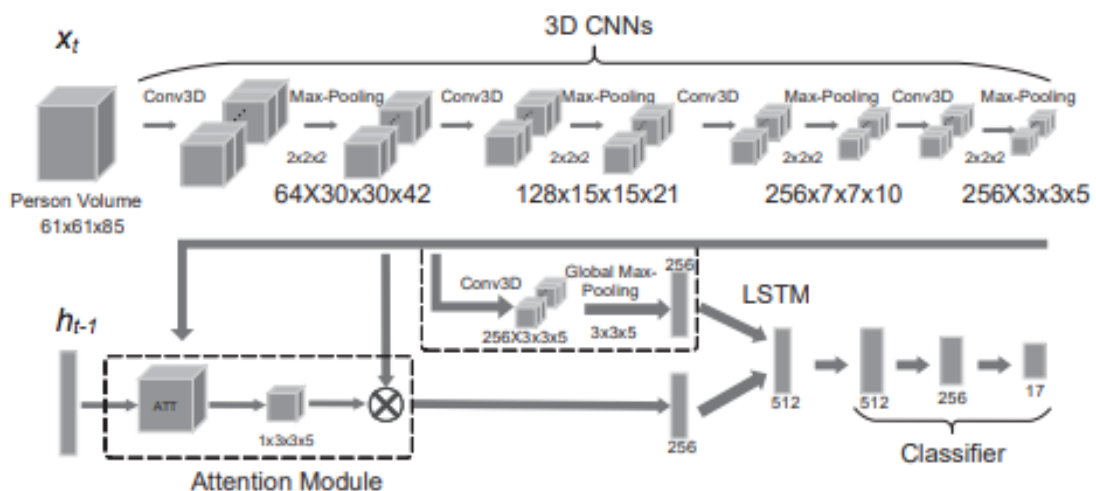 3D CNNs
xt
Conv3D Max-Pooling Conv3D Max-Pooling Conv3D Max-Pooling Conv3D Max-Pooling
2x2x2 2x2x2 2x2x2 2x2x2
64X30x30x42 128x15x15x21 256x7x7x10 256X3x3x5
Person Volume
61x61x85
Conv3D Global Max-Pooling 256
LSTM
256X3x3x5 3x3x5
ht-1
ATT
1x3x3x5
256
512 512 256 17
Attention Module
Classifier